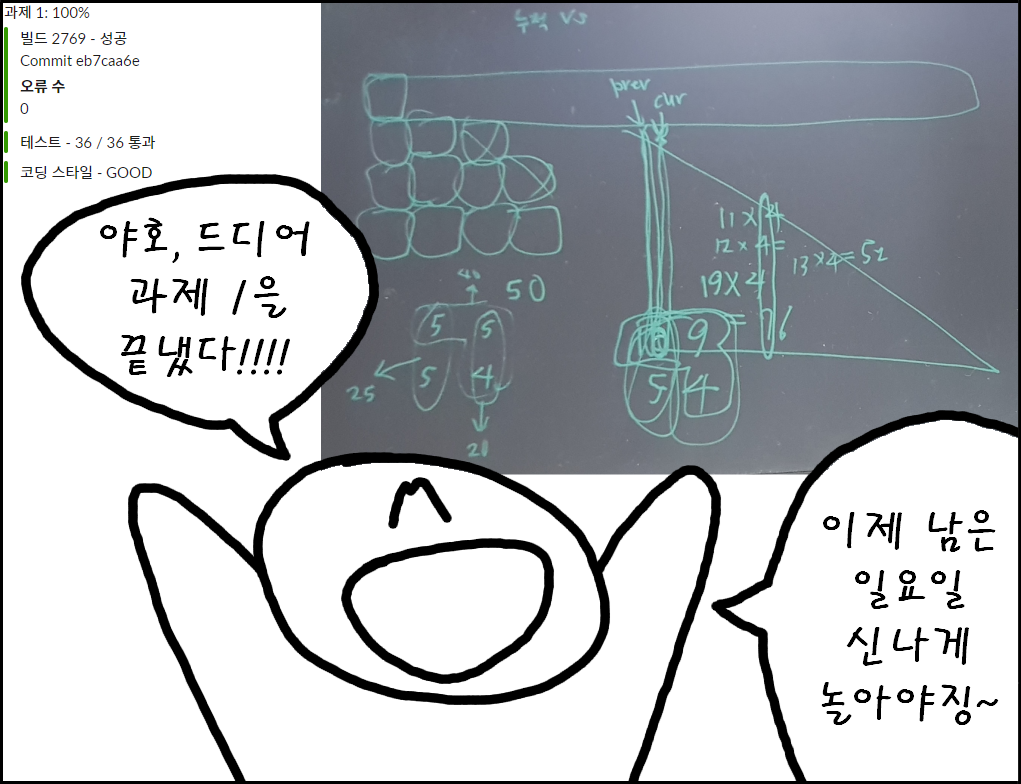 과제 1: 100%
빌드 2769 - 성공
Commit eb7caa6e
오류 수
0
테스트 - 36 / 36 통과
코딩 스타일 - GOOD
누적 V3
prev
cur
11 × 4
12 × 4 =
13 × 4 = 52
19 × 4
= 76
9
5 4
50
5 5
5 4
25
20
야호, 드디어
과제 1을
끝냈다!!!!
이제 남은
일요일
신나게
놀아야징~